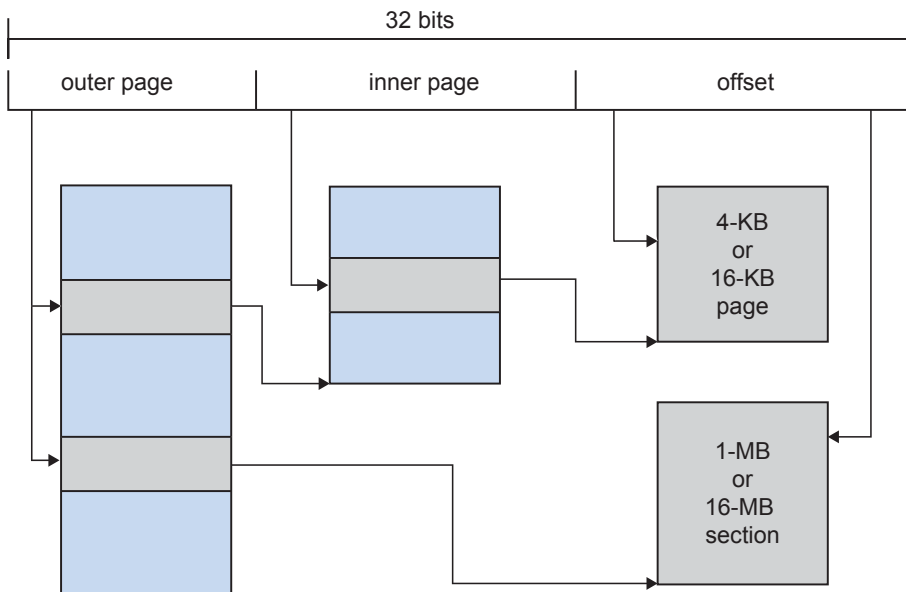 32 bits
outer page
inner page
offset
4-KB
or
16-KB
page
1-MB
or
16-MB
section